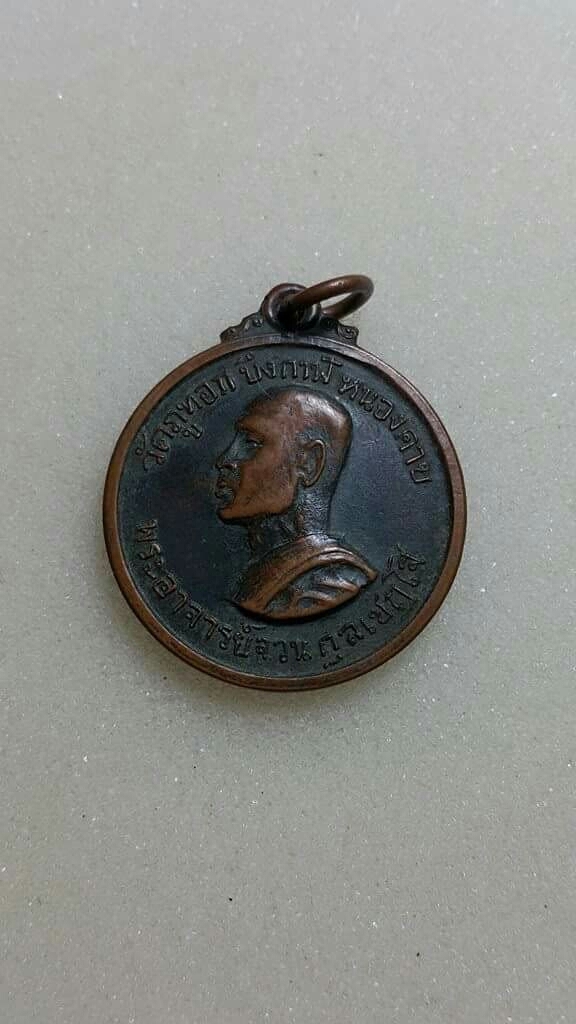 วัดภูทอก บึงกาฬ หนองคาย
พระอาจารย์จวน กุลเชฏโฐ